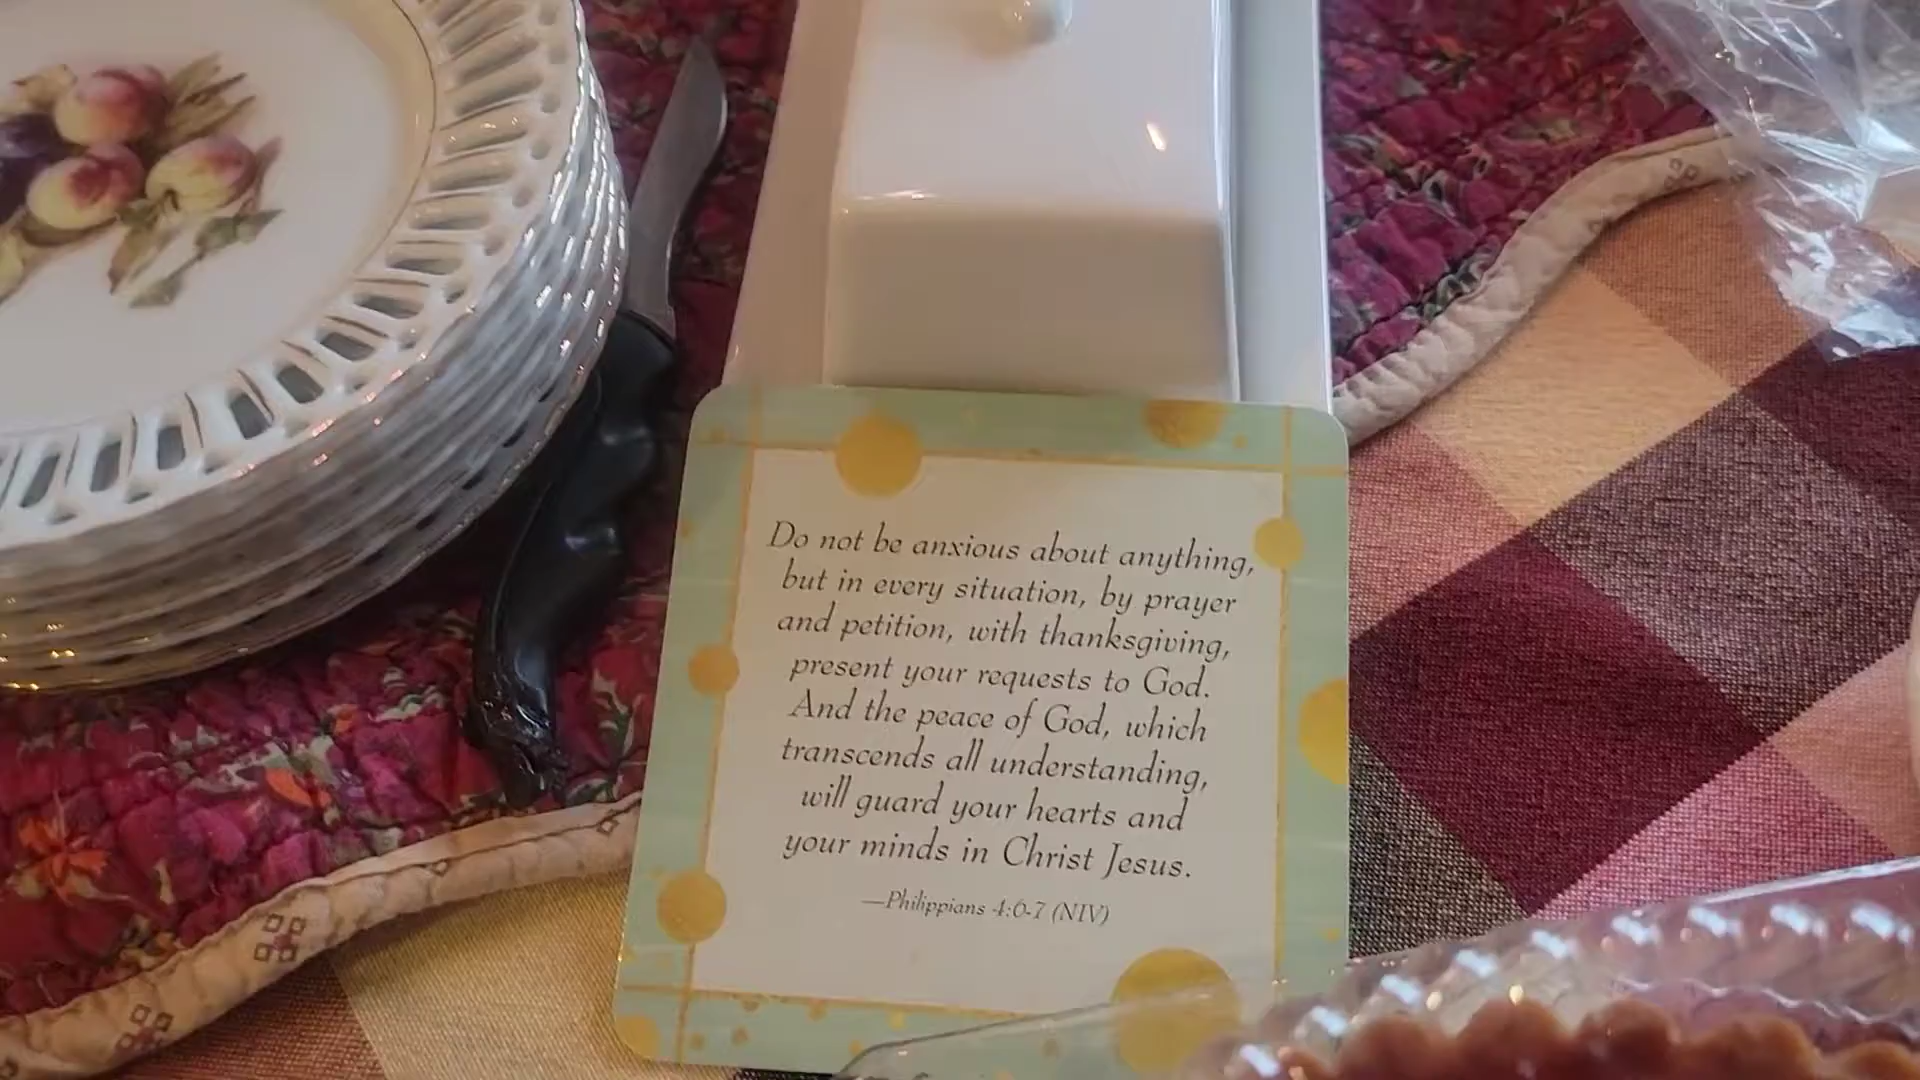 Do not be anxious about anything,
but in every situation, by prayer
and petition, with thanksgiving,
present your requests to God.
And the peace of God, which
transcends all understanding,
will guard your hearts and
your minds in Christ Jesus.
—Philippians 4:6-7 (NIV)